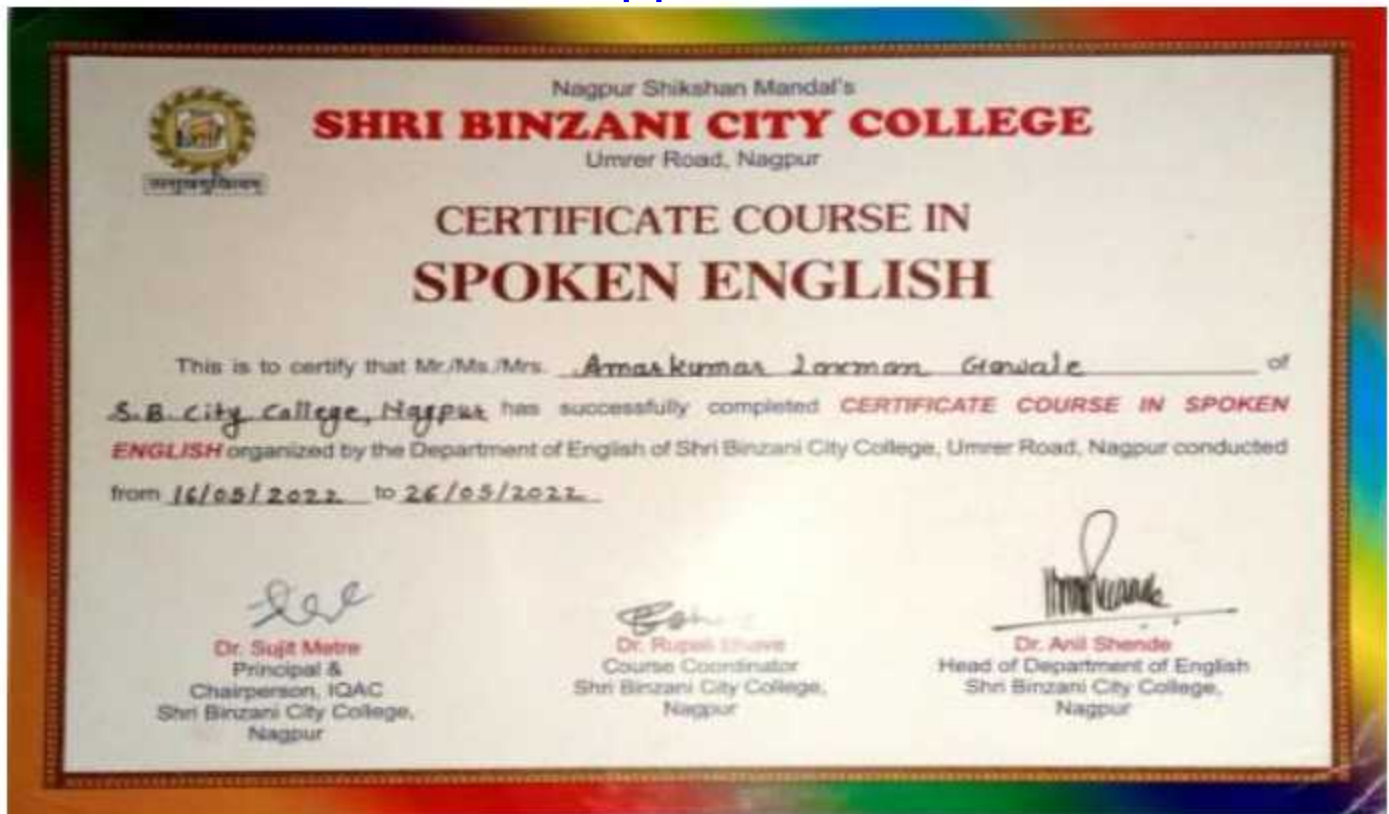 Nagpur Shikshan Mandal's
SHRI BINZANI CITY COLLEGE
Umrer Road, Nagpur
CERTIFICATE COURSE IN
SPOKEN ENGLISH
This is to certify that Mr./Ms./Mrs. Amarkumar Laxman Gawale of
S.B. City College, Nagpur has successfully completed CERTIFICATE COURSE IN SPOKEN
ENGLISH organized by the Department of English of Shri Binzani City College, Umrer Road, Nagpur conducted
from 16/05/2022 to 26/05/2022
Dr. Sujit Metre
Principal &
Chairperson, IQAC
Shri Binzani City College,
Nagpur
Dr. Rupali
Course Coordinator
Shri Binzani City College,
Nagpur
Dr. Anil Shende
Head of Department of English
Shri Binzani City College,
Nagpur